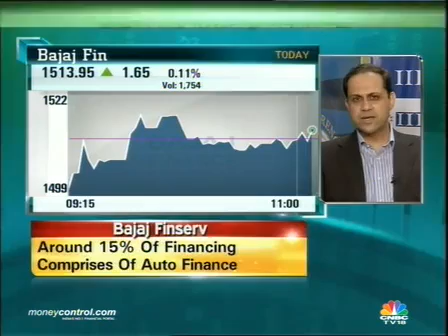 Bajaj Fin
TODAY
1513.95 ▲ 1.65 0.11%
Vol: 1,754
1522
1499
09:15 11:00
Bajaj Finserv
Around 15% Of Financing
Comprises Of Auto Finance
moneycontrol.com
CNBC
TV18